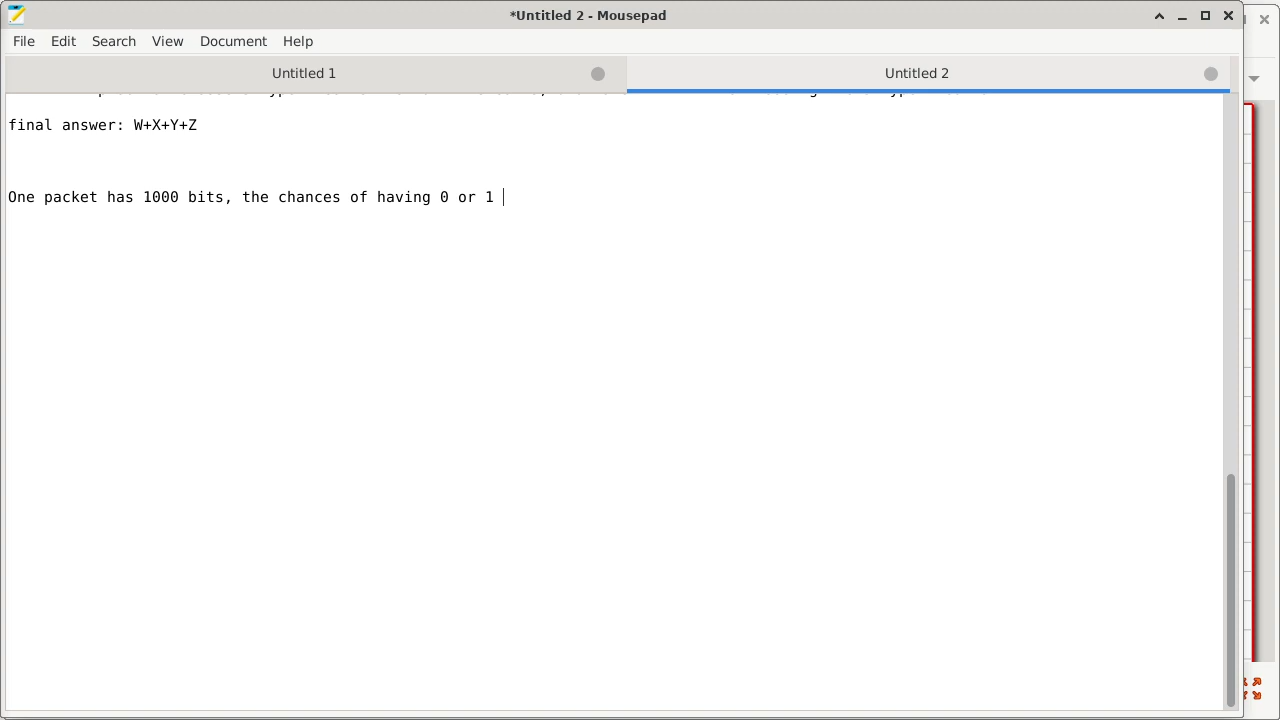 *Untitled 2 - Mousepad
File Edit Search View Document Help
Untitled 1 Untitled 2
final answer: W+X+Y+Z
One packet has 1000 bits, the chances of having 0 or 1